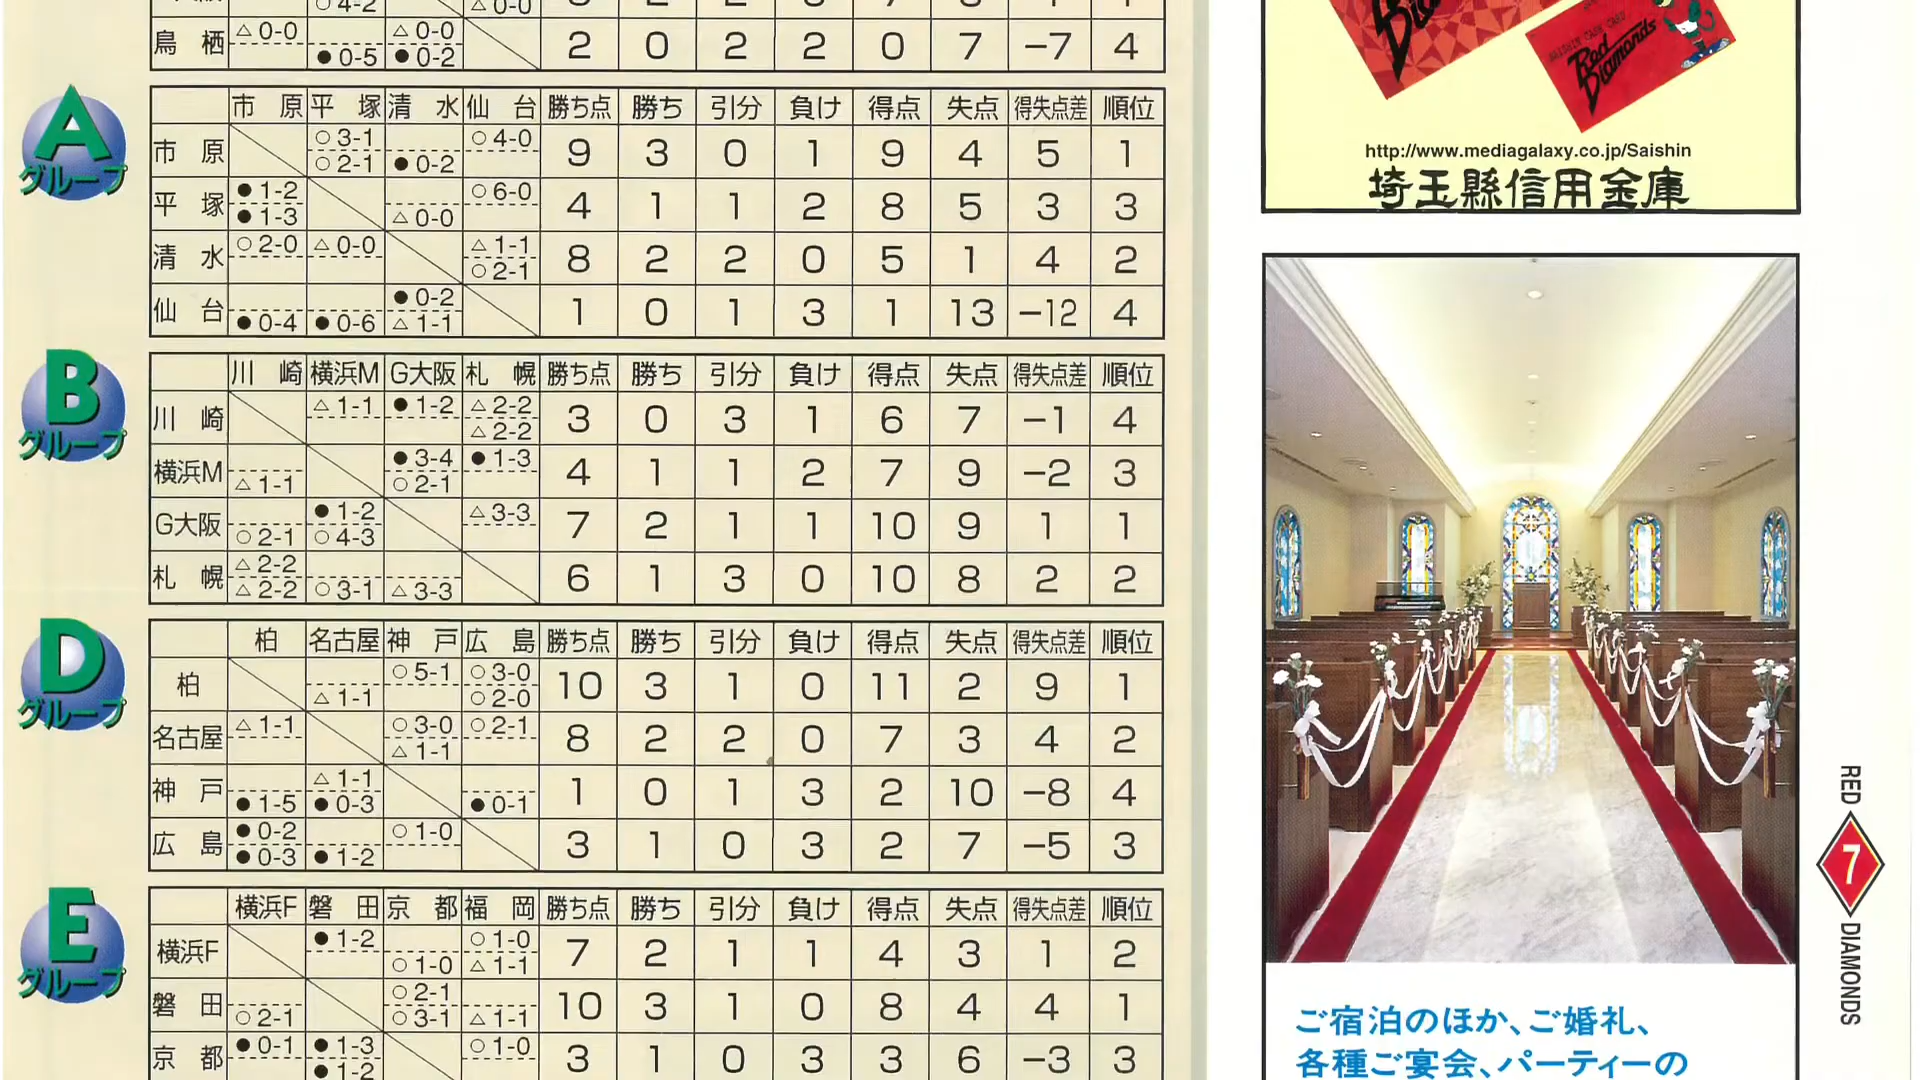 鳥栖 △0-0 ●0-5 △0-0 ●0-2 2 0 2 2 0 7 −7 4
Aグループ
市原 平塚 清水 仙台 勝ち点 勝ち 引分 負け 得点 失点 得失点差 順位
市原 ○3-1 ○2-1 ●0-2 ○4-0 9 3 0 1 9 4 5 1
平塚 ●1-2 ●1-3 △0-0 ○6-0 4 1 1 2 8 5 3 3
清水 ○2-0 △0-0 △1-1 ○2-1 8 2 2 0 5 1 4 2
仙台 ●0-4 ●0-6 ●0-2 △1-1 1 0 1 3 1 13 −12 4
Bグループ
川崎 横浜M G大阪 札幌 勝ち点 勝ち 引分 負け 得点 失点 得失点差 順位
川崎 △1-1 ●1-2 △2-2 △2-2 3 0 3 1 6 7 −1 4
横浜M △1-1 ●3-4 ○2-1 ●1-3 4 1 1 2 7 9 −2 3
G大阪 ○2-1 ●1-2 ○4-3 △3-3 7 2 1 1 10 9 1 1
札幌 △2-2 △2-2 ○3-1 △3-3 6 1 3 0 10 8 2 2
Dグループ
柏 名古屋 神戸 広島 勝ち点 勝ち 引分 負け 得点 失点 得失点差 順位
柏 △1-1 ○5-1 ○3-0 ○2-0 10 3 1 0 11 2 9 1
名古屋 △1-1 ○3-0 △1-1 ○2-1 8 2 2 0 7 3 4 2
神戸 ●1-5 △1-1 ●0-3 ●0-1 1 0 1 3 2 10 −8 4
広島 ●0-2 ●0-3 ●1-2 ○1-0 3 1 0 3 2 7 −5 3
Eグループ
横浜F 磐田 京都 福岡 勝ち点 勝ち 引分 負け 得点 失点 得失点差 順位
横浜F ●1-2 ○1-0 ○1-0 △1-1 7 2 1 1 4 3 1 2
磐田 ○2-1 ○2-1 ○3-1 △1-1 10 3 1 0 8 4 4 1
京都 ●0-1 ●1-3 ●1-2 ○1-0 3 1 0 3 3 6 −3 3
Red
Diamonds
http://www.mediagalaxy.co.jp/Saishin
埼玉縣信用金庫
ご宿泊のほか、ご婚礼、
各種ご宴会、パーティーの
RED
7
DIAMONDS